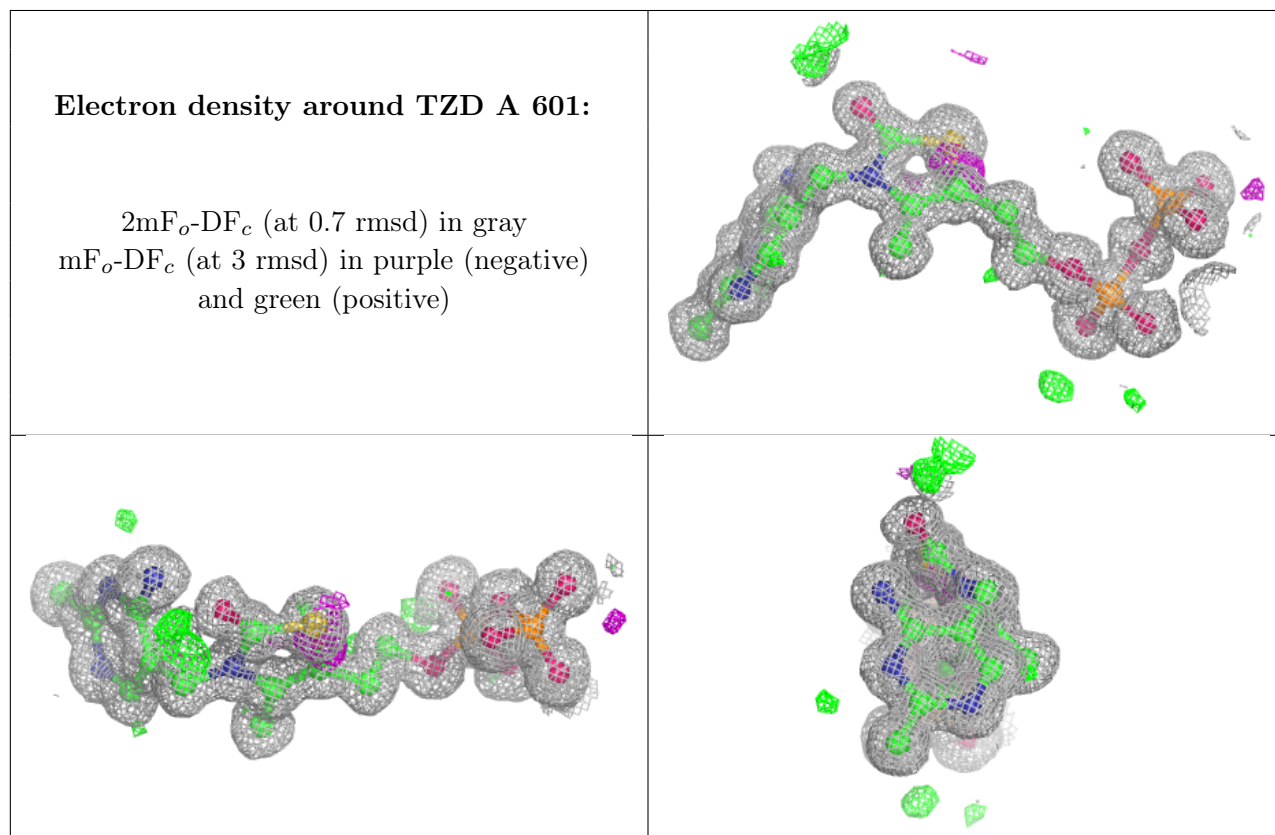 Electron density around TZD A 601:
2mFo-DFc (at 0.7 rmsd) in gray
mFo-DFc (at 3 rmsd) in purple (negative)
and green (positive)